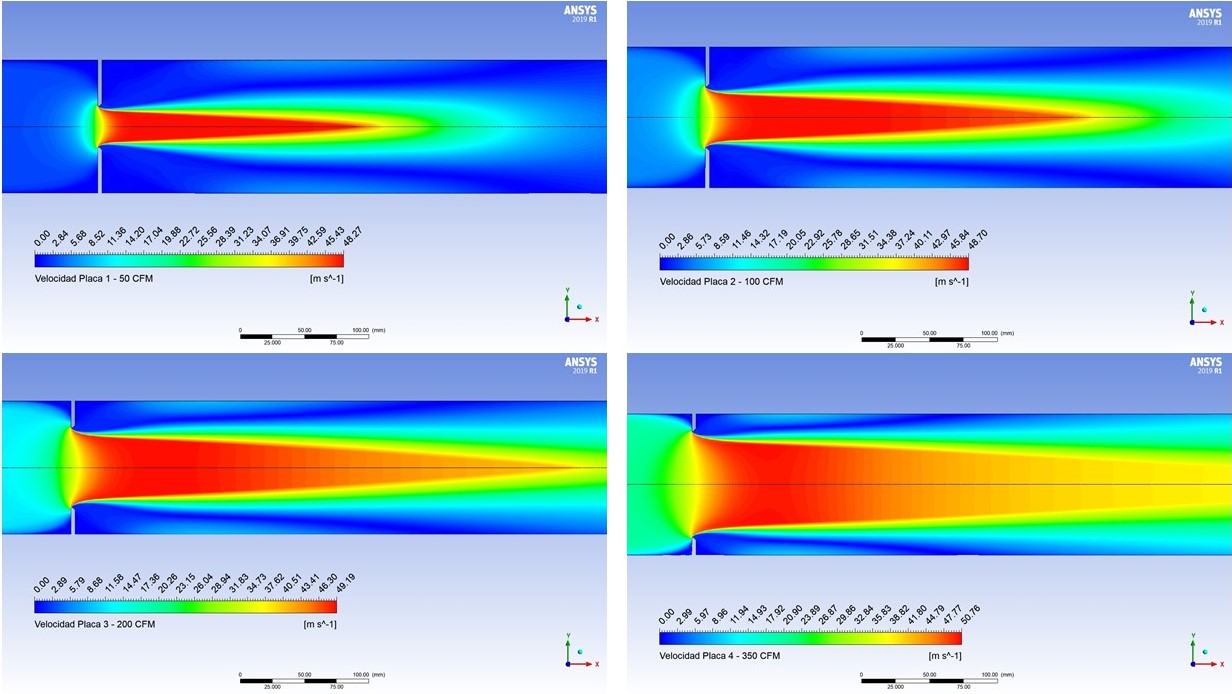 ANSYS
2019 R1
0.00 2.84 5.68 8.52 11.36 14.20 17.04 19.88 22.72 25.56 28.39 31.23 34.07 36.91 39.75 42.59 45.43 48.27
Velocidad Placa 1 - 50 CFM [m s^-1]
Y
X
0 50.00 100.00 (mm)
25.000 75.00
ANSYS
2019 R1
0.00 2.86 5.73 8.59 11.46 14.32 17.19 20.05 22.92 25.78 28.65 31.51 34.38 37.24 40.11 42.97 45.84 48.70
Velocidad Placa 2 - 100 CFM [m s^-1]
Y
X
0 50.00 100.00 (mm)
25.000 75.00
ANSYS
2019 R1
0.00 2.89 5.79 8.68 11.58 14.47 17.36 20.26 23.15 26.04 28.94 31.83 34.73 37.62 40.51 43.41 46.30 49.19
Velocidad Placa 3 - 200 CFM [m s^-1]
Y
X
0 50.00 100.00 (mm)
25.000 75.00
ANSYS
2019 R1
0.00 2.99 5.97 8.96 11.94 14.93 17.92 20.90 23.89 26.87 29.86 32.84 35.83 38.82 41.80 44.79 47.77 50.76
Velocidad Placa 4 - 350 CFM [m s^-1]
Y
X
0 50.00 100.00 (mm)
25.000 75.00